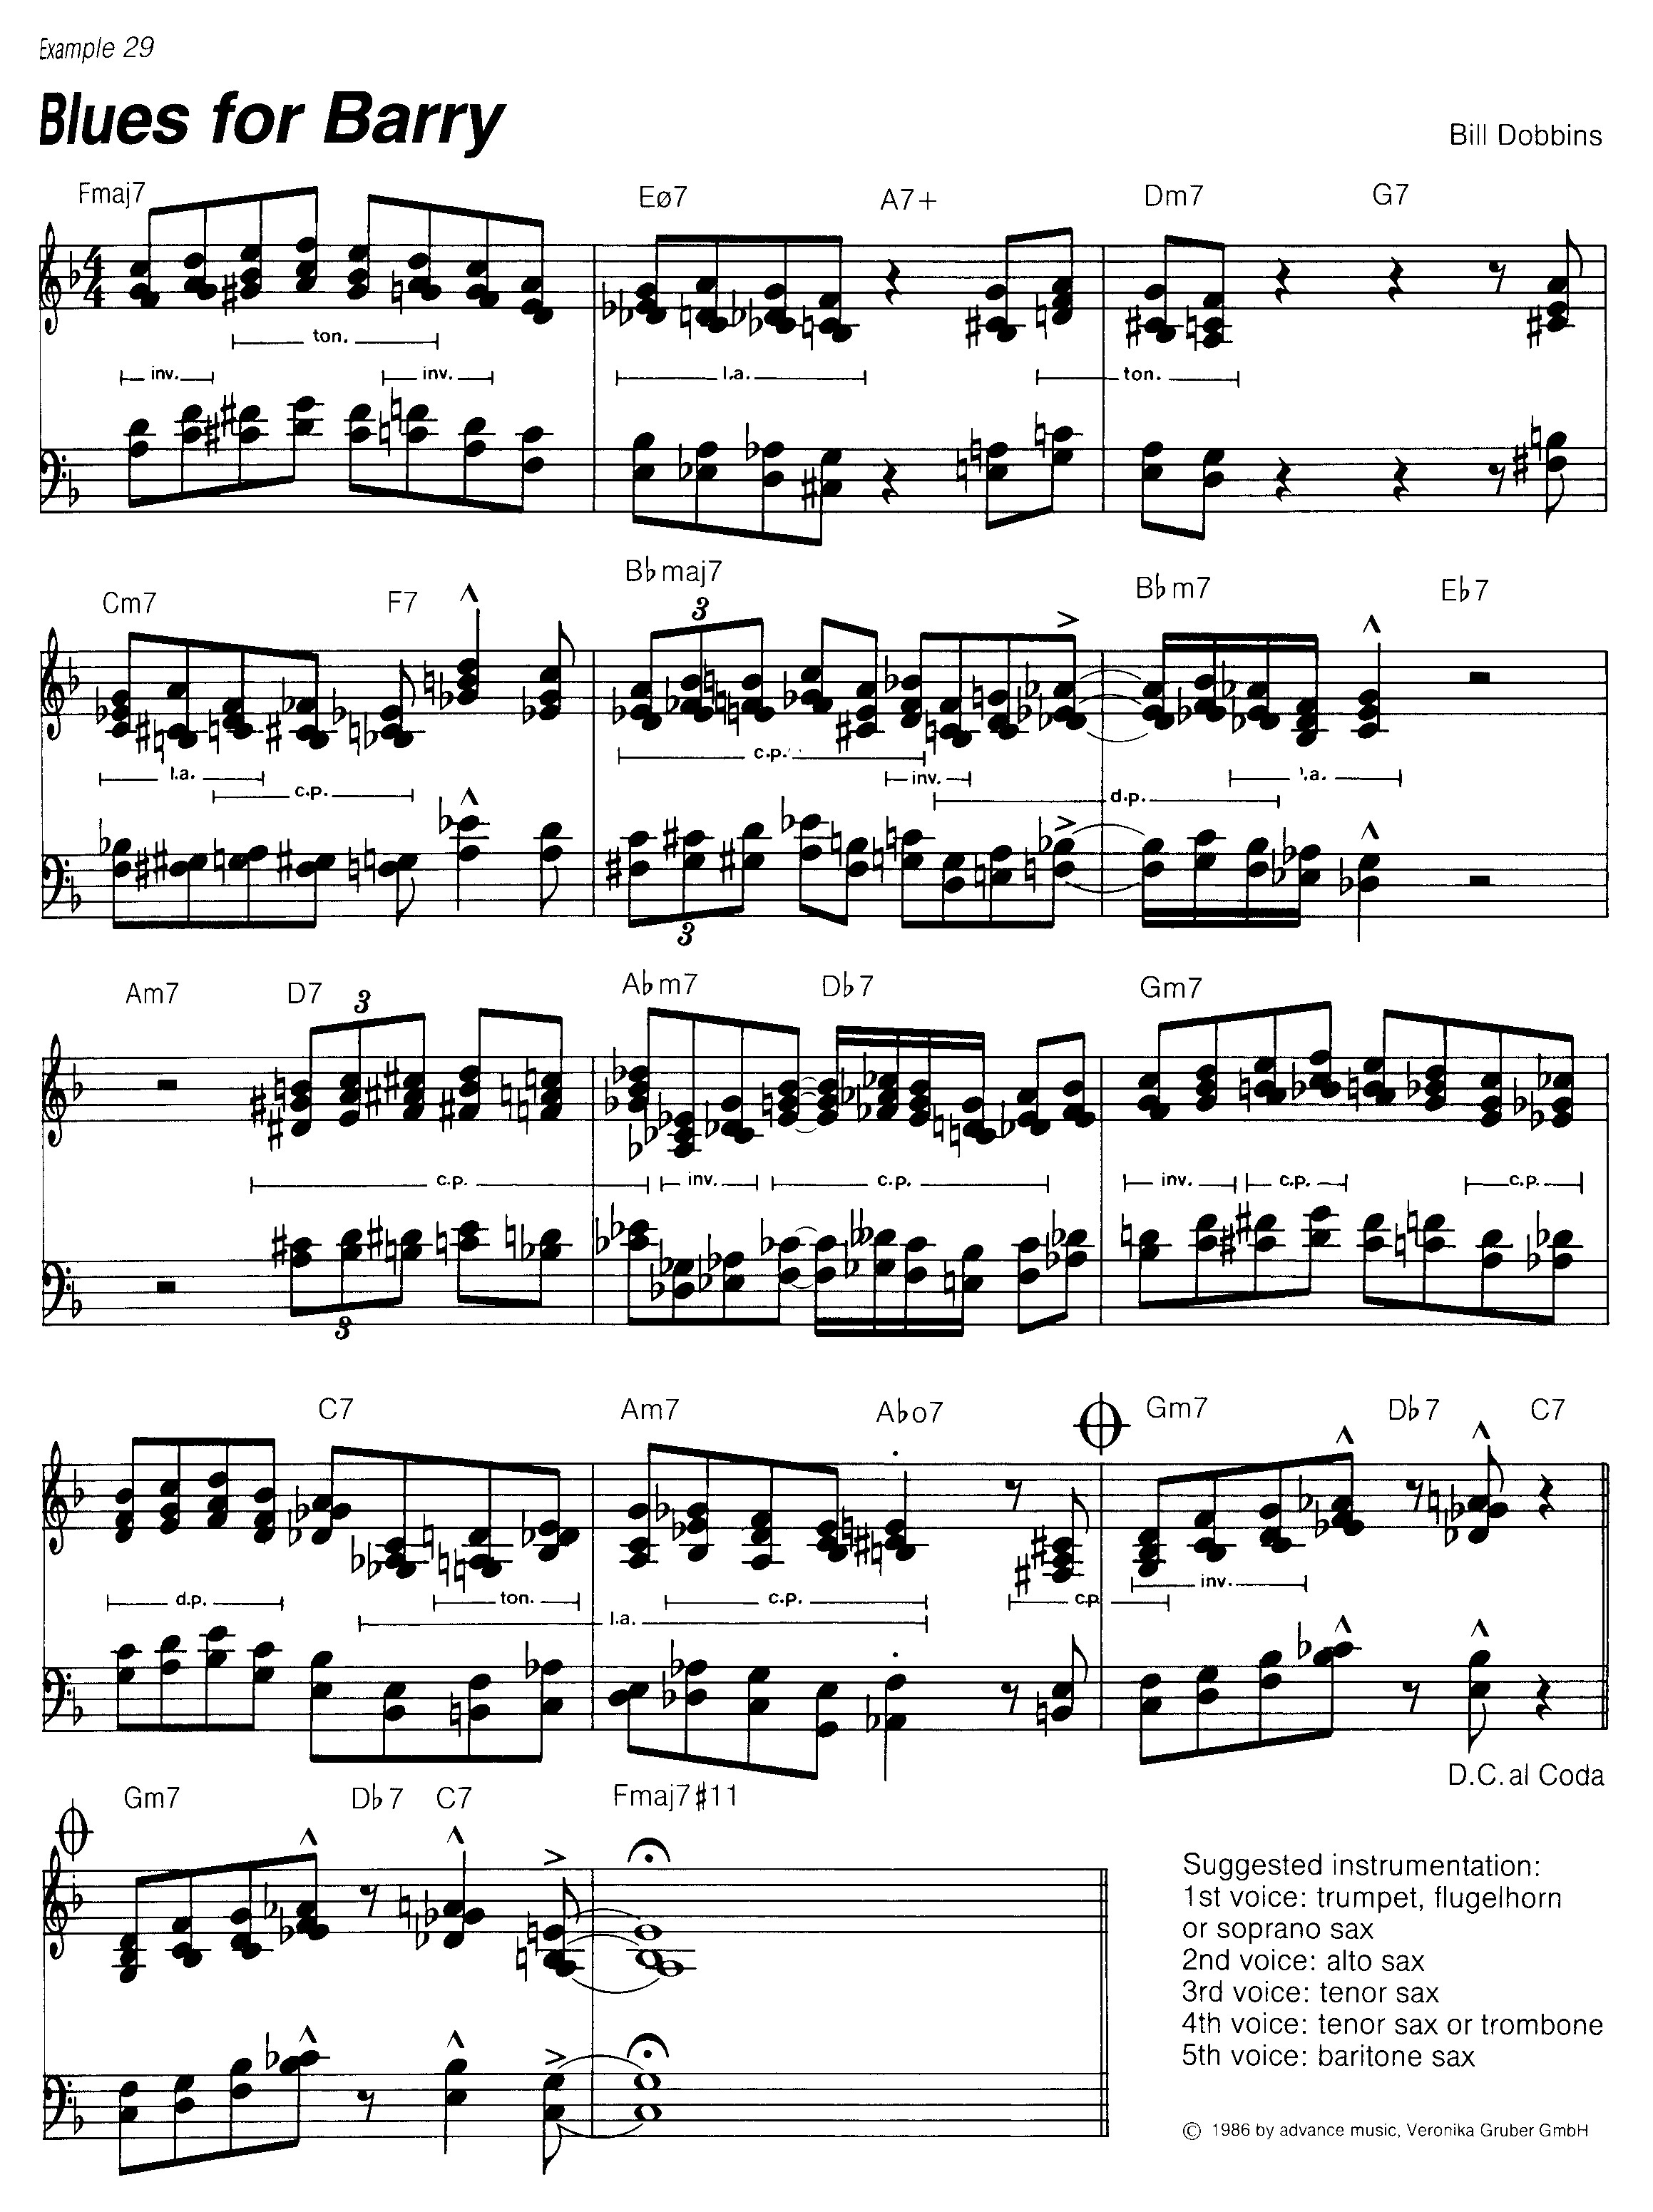 Example 29
Blues for Barry
Bill Dobbins
Fmaj7 Eø7 A7+ Dm7 G7
4
4
ton.
inv. inv. l.a. ton.
Cm7 F7 B♭maj7 B♭m7 E♭7
3
l.a. c.p. c.p. inv. d.p. l.a.
3
Am7 D7 A♭m7 D♭7 Gm7
3
c.p. inv. c.p. inv. c.p. c.p.
3
C7 Am7 A♭o7 Gm7 D♭7 C7
d.p. ton. l.a. c.p. c.p. inv.
D.C. al Coda
Gm7 D♭7 C7 Fmaj7♯11
Suggested instrumentation:
1st voice: trumpet, flugelhorn
or soprano sax
2nd voice: alto sax
3rd voice: tenor sax
4th voice: tenor sax or trombone
5th voice: baritone sax
© 1986 by advance music, Veronika Gruber GmbH